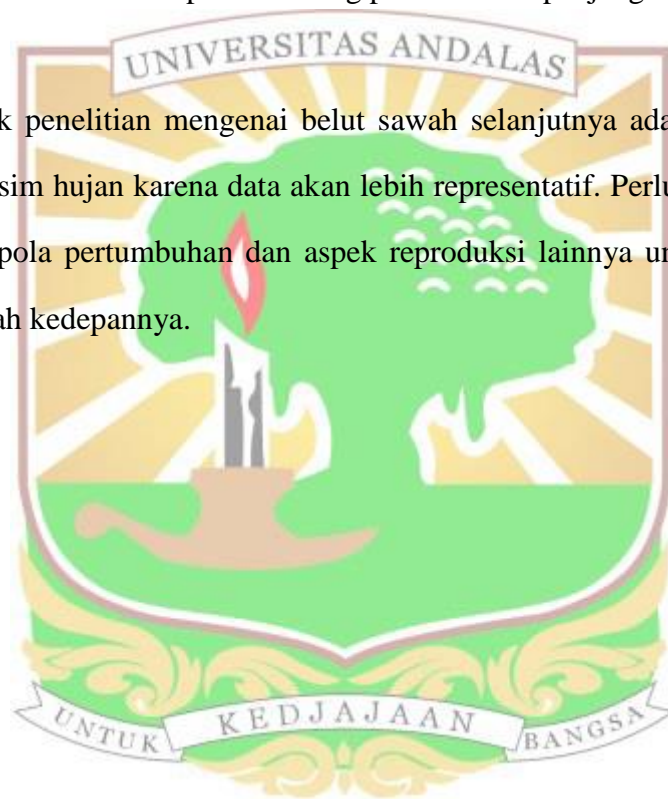 UNIVERSITAS ANDALAS
k penelitian mengenai belut sawah selanjutnya ada
sim hujan karena data akan lebih representatif. Perlu
pola pertumbuhan dan aspek reproduksi lainnya un
ah kedepannya.
UNTUK KEDJAJAAN BANGSA